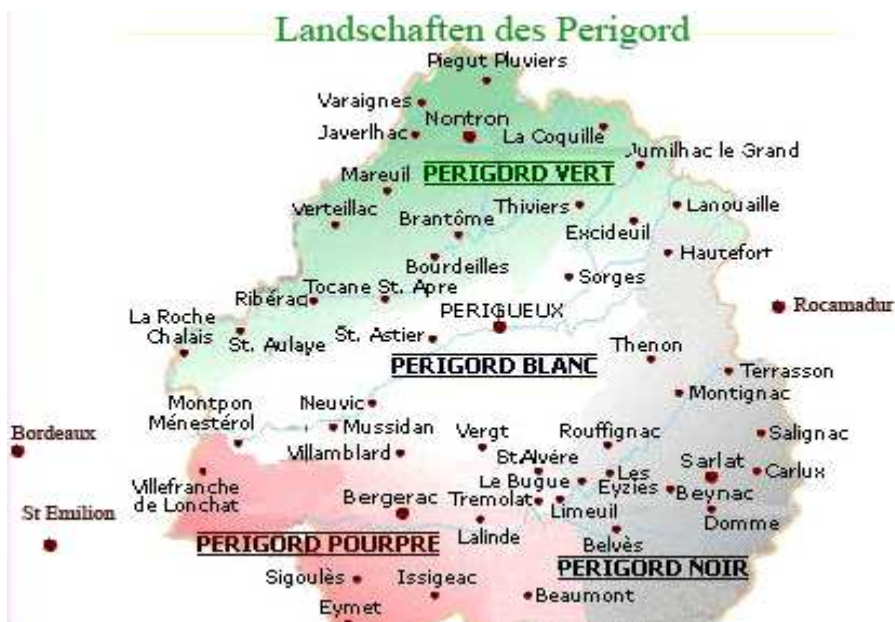 Landschaften des Perigord
Piegut Pluviers
Varaignes
Nontron
Javerlhac
La Coquille
Jumilhac le Grand
Mareuil
PERIGORD VERT
Verteillac
Brantôme
Thiviers
Lanouaille
Excideuil
Bourdeilles
Hautefort
Sorges
Tocane St. Apre
Ribérac
PERIGUEUX
Rocamadur
La Roche
Chalais
St. Aulaye
St. Astier
Thenon
PERIGORD BLANC
Terrasson
Montignac
Montpon
Ménestérol
Neuvic
Mussidan
Bordeaux
Vergt
Rouffignac
Salignac
Villamblard
St.Alvére
Sarlat
Carlux
Villefranche
de Lonchat
Le Bugue
Les
Eyzies
Beynac
Bergerac
Tremolat
Limeuil
Domme
St Emilion
Lalinde
Belvès
PERIGORD POURPRE
PERIGORD NOIR
Sigoulès
Issigeac
Beaumont
Eymet